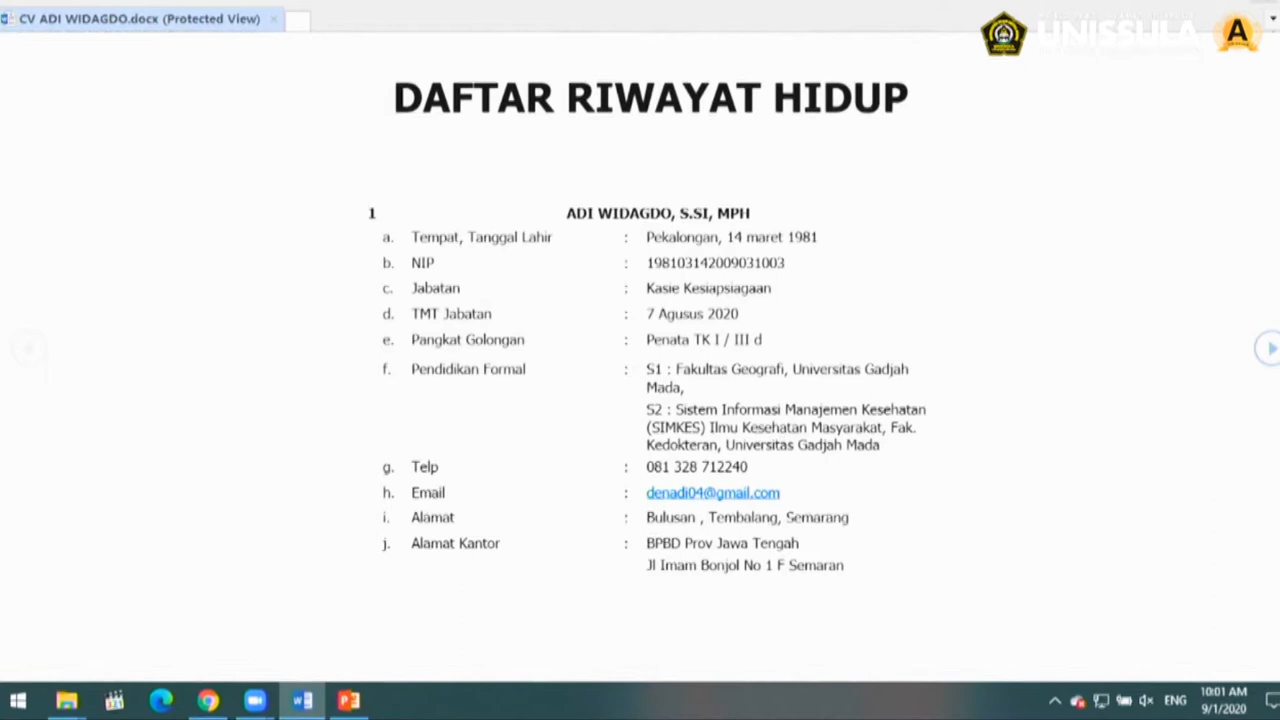 CV ADI WIDAGDO.docx (Protected View)
UNISSULA
A
DAFTAR RIWAYAT HIDUP
1 ADI WIDAGDO, S.SI, MPH
a. Tempat, Tanggal Lahir : Pekalongan, 14 maret 1981
b. NIP : 198103142009031003
c. Jabatan : Kasie Kesiapsiagaan
d. TMT Jabatan : 7 Agusus 2020
e. Pangkat Golongan : Penata TK I / III d
f. Pendidikan Formal : S1 : Fakultas Geografi, Universitas Gadjah
Mada,
S2 : Sistem Informasi Manajemen Kesehatan
(SIMKES) Ilmu Kesehatan Masyarakat, Fak.
Kedokteran, Universitas Gadjah Mada
g. Telp : 081 328 712240
h. Email : denadi04@gmail.com
i. Alamat : Bulusan , Tembalang, Semarang
j. Alamat Kantor : BPBD Prov Jawa Tengah
Jl Imam Bonjol No 1 F Semaran
ENG
10:01 AM
9/1/2020